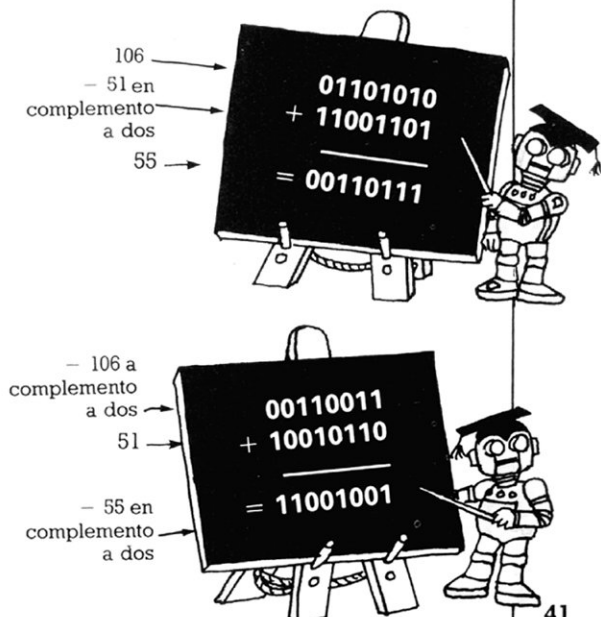 106
− 51 en
complemento
a dos
55
01101010
+ 11001101
= 00110111
− 106 a
complemento
a dos
51
− 55 en
complemento
a dos
00110011
+ 10010110
= 11001001
41